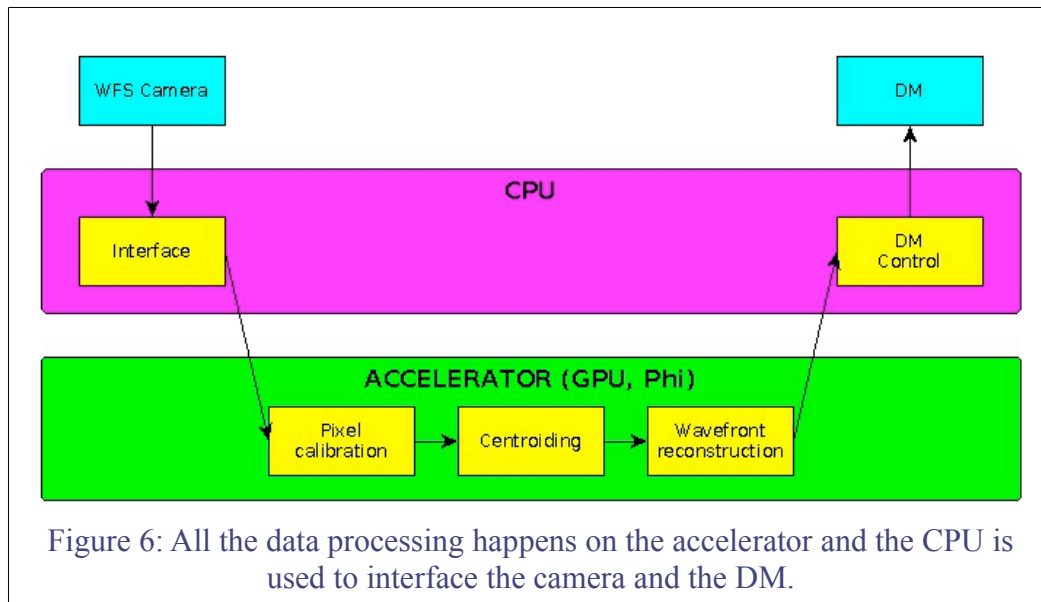 WFS Camera
DM
CPU
Interface
DM
Control
ACCELERATOR (GPU, Phi)
Pixel
calibration
Centroiding
Wavefront
reconstruction
Figure 6: All the data processing happens on the accelerator and the CPU is
used to interface the camera and the DM.